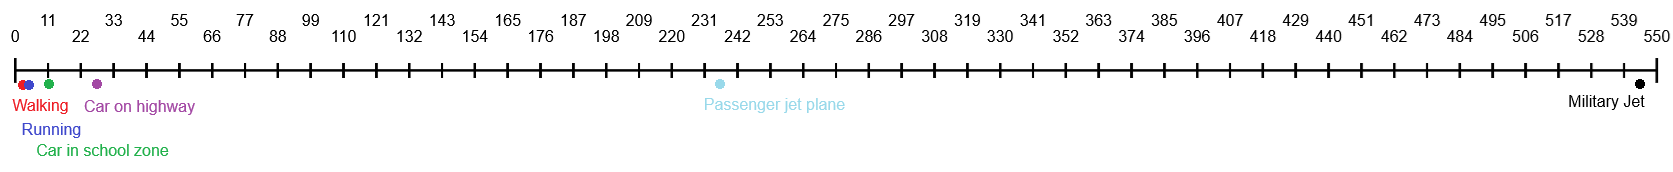 11 33 55 77 99 121 143 165 187 209 231 253 275 297 319 341 363 385 407 429 451 473 495 517 539
0 22 44 66 88 110 132 154 176 198 220 242 264 286 308 330 352 374 396 418 440 462 484 506 528 550
Walking Car on highway Passenger jet plane Military Jet
Running
Car in school zone